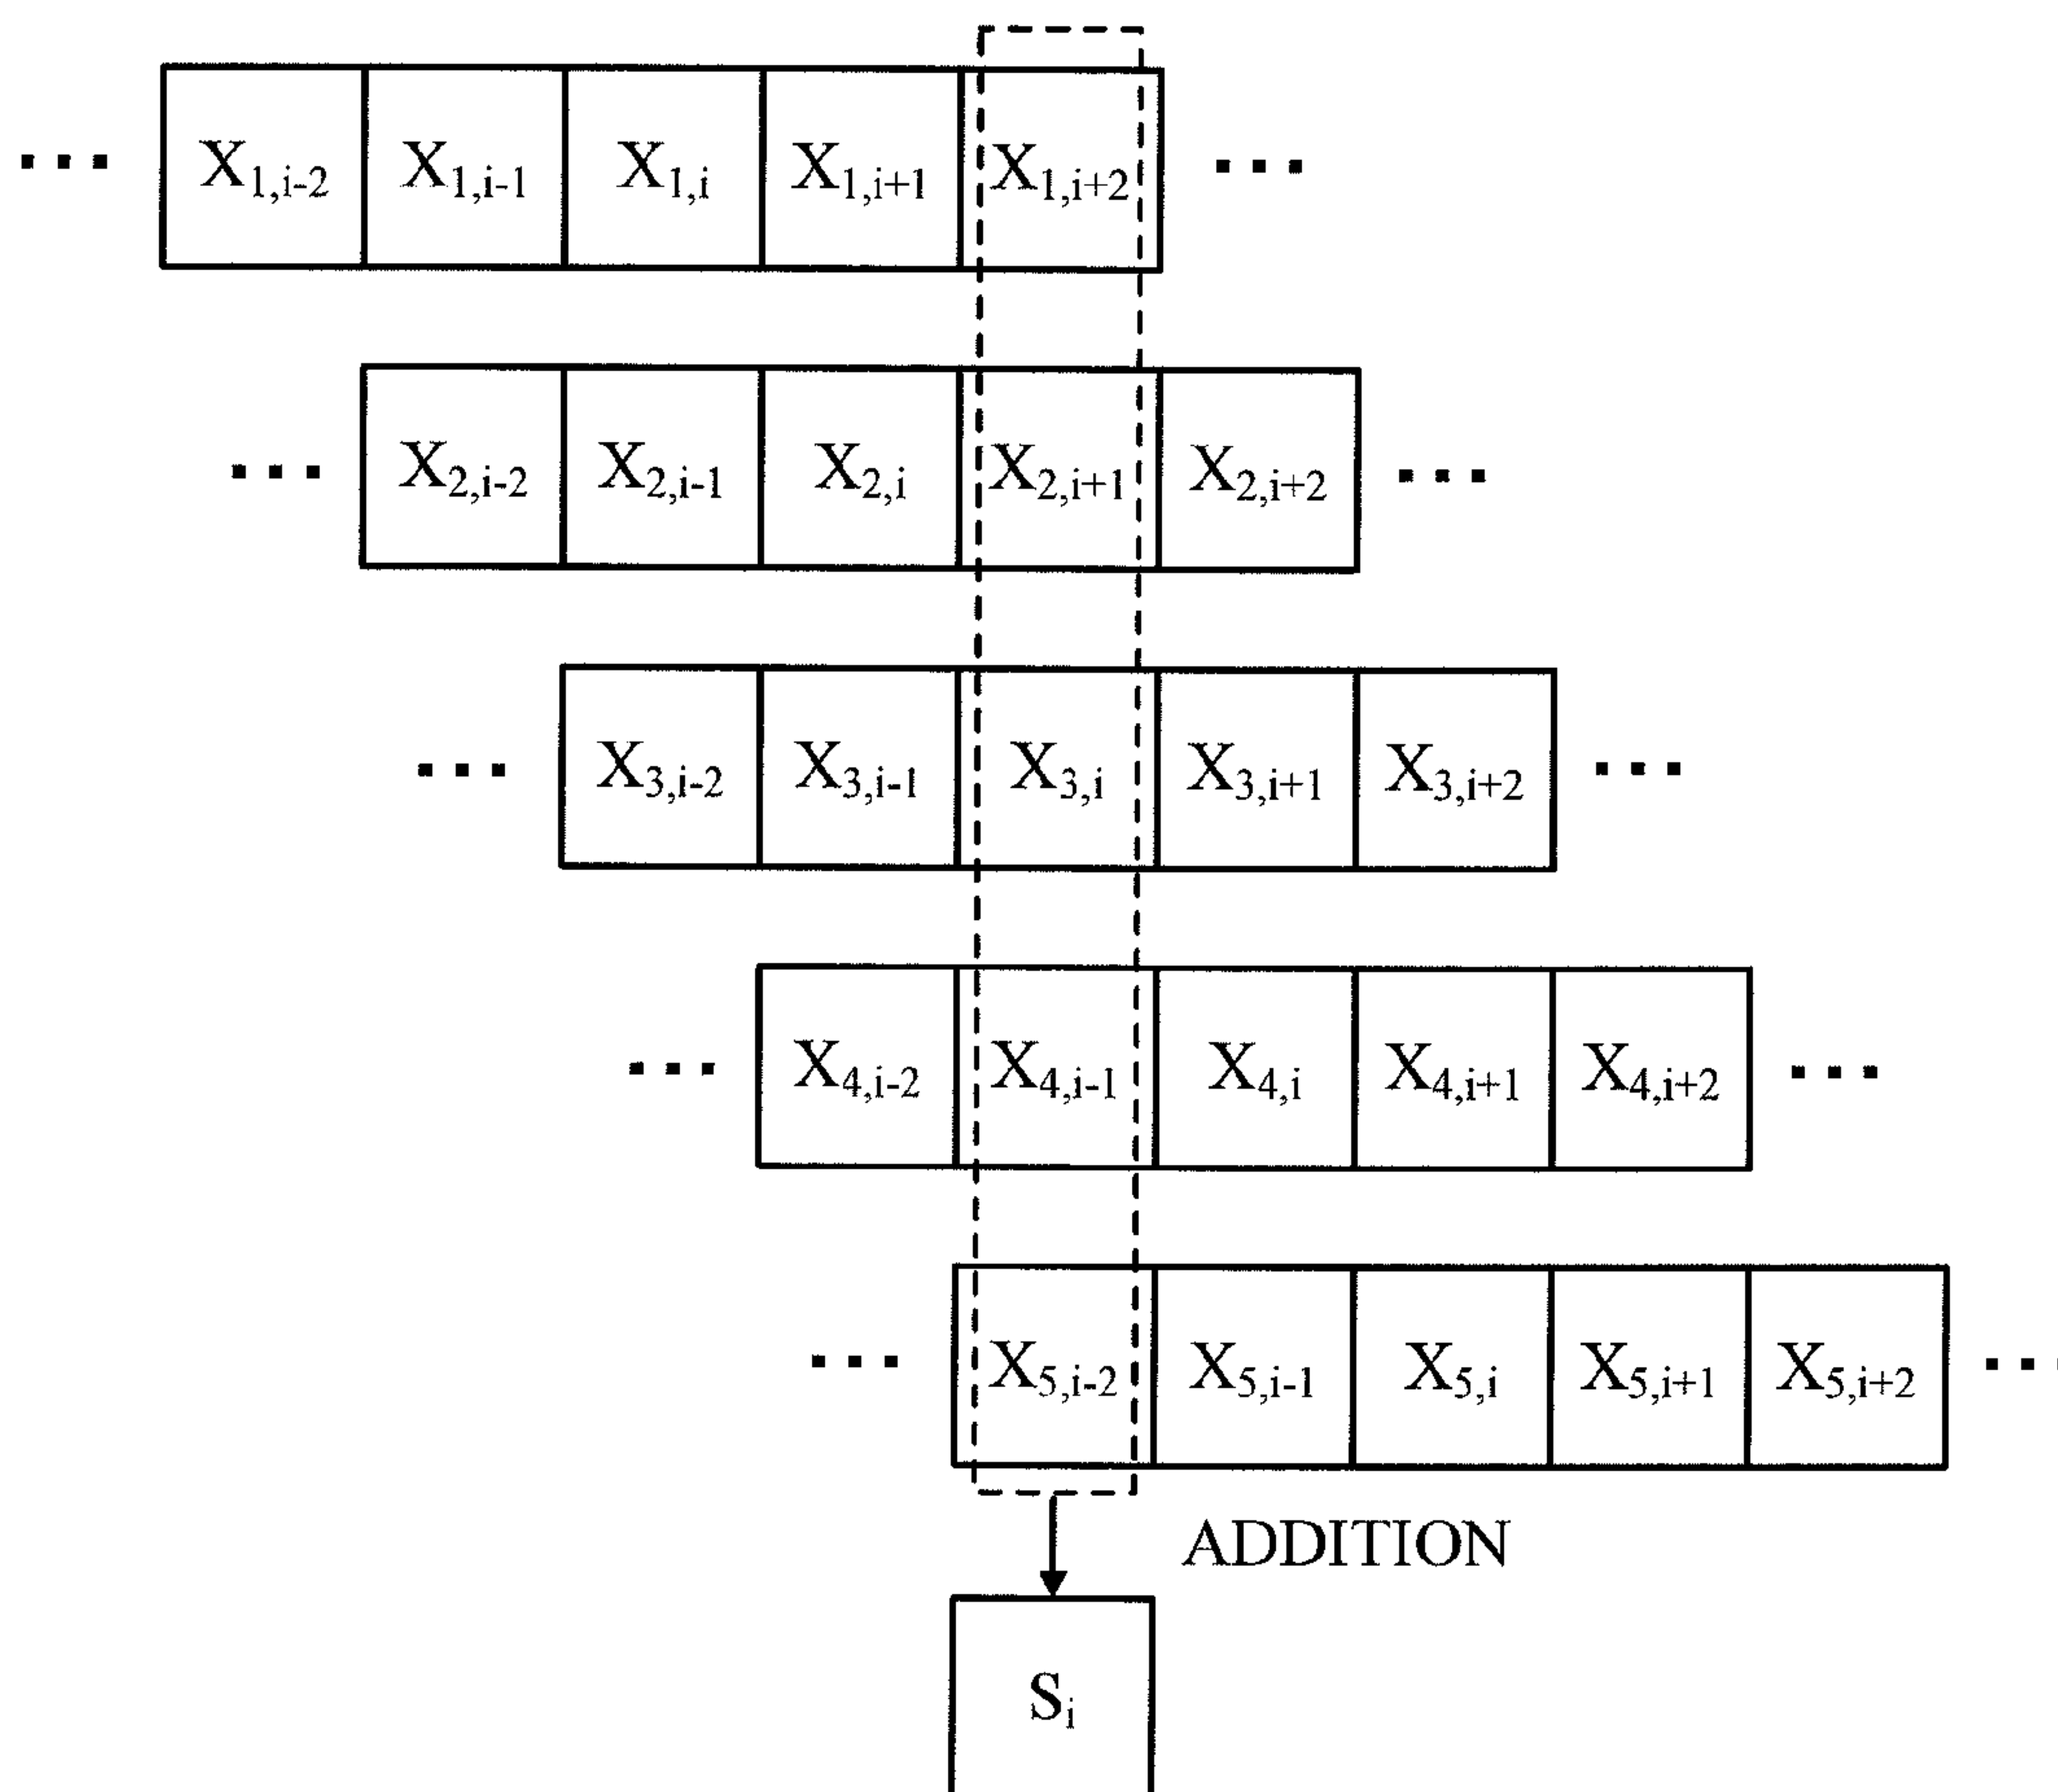 ... X1,i-2 X1,i-1 X1,i X1,i+1 X1,i+2 ...
... X2,i-2 X2,i-1 X2,i X2,i+1 X2,i+2 ...
... X3,i-2 X3,i-1 X3,i X3,i+1 X3,i+2 ...
... X4,i-2 X4,i-1 X4,i X4,i+1 X4,i+2 ...
... X5,i-2 X5,i-1 X5,i X5,i+1 X5,i+2 ...
ADDITION
Si